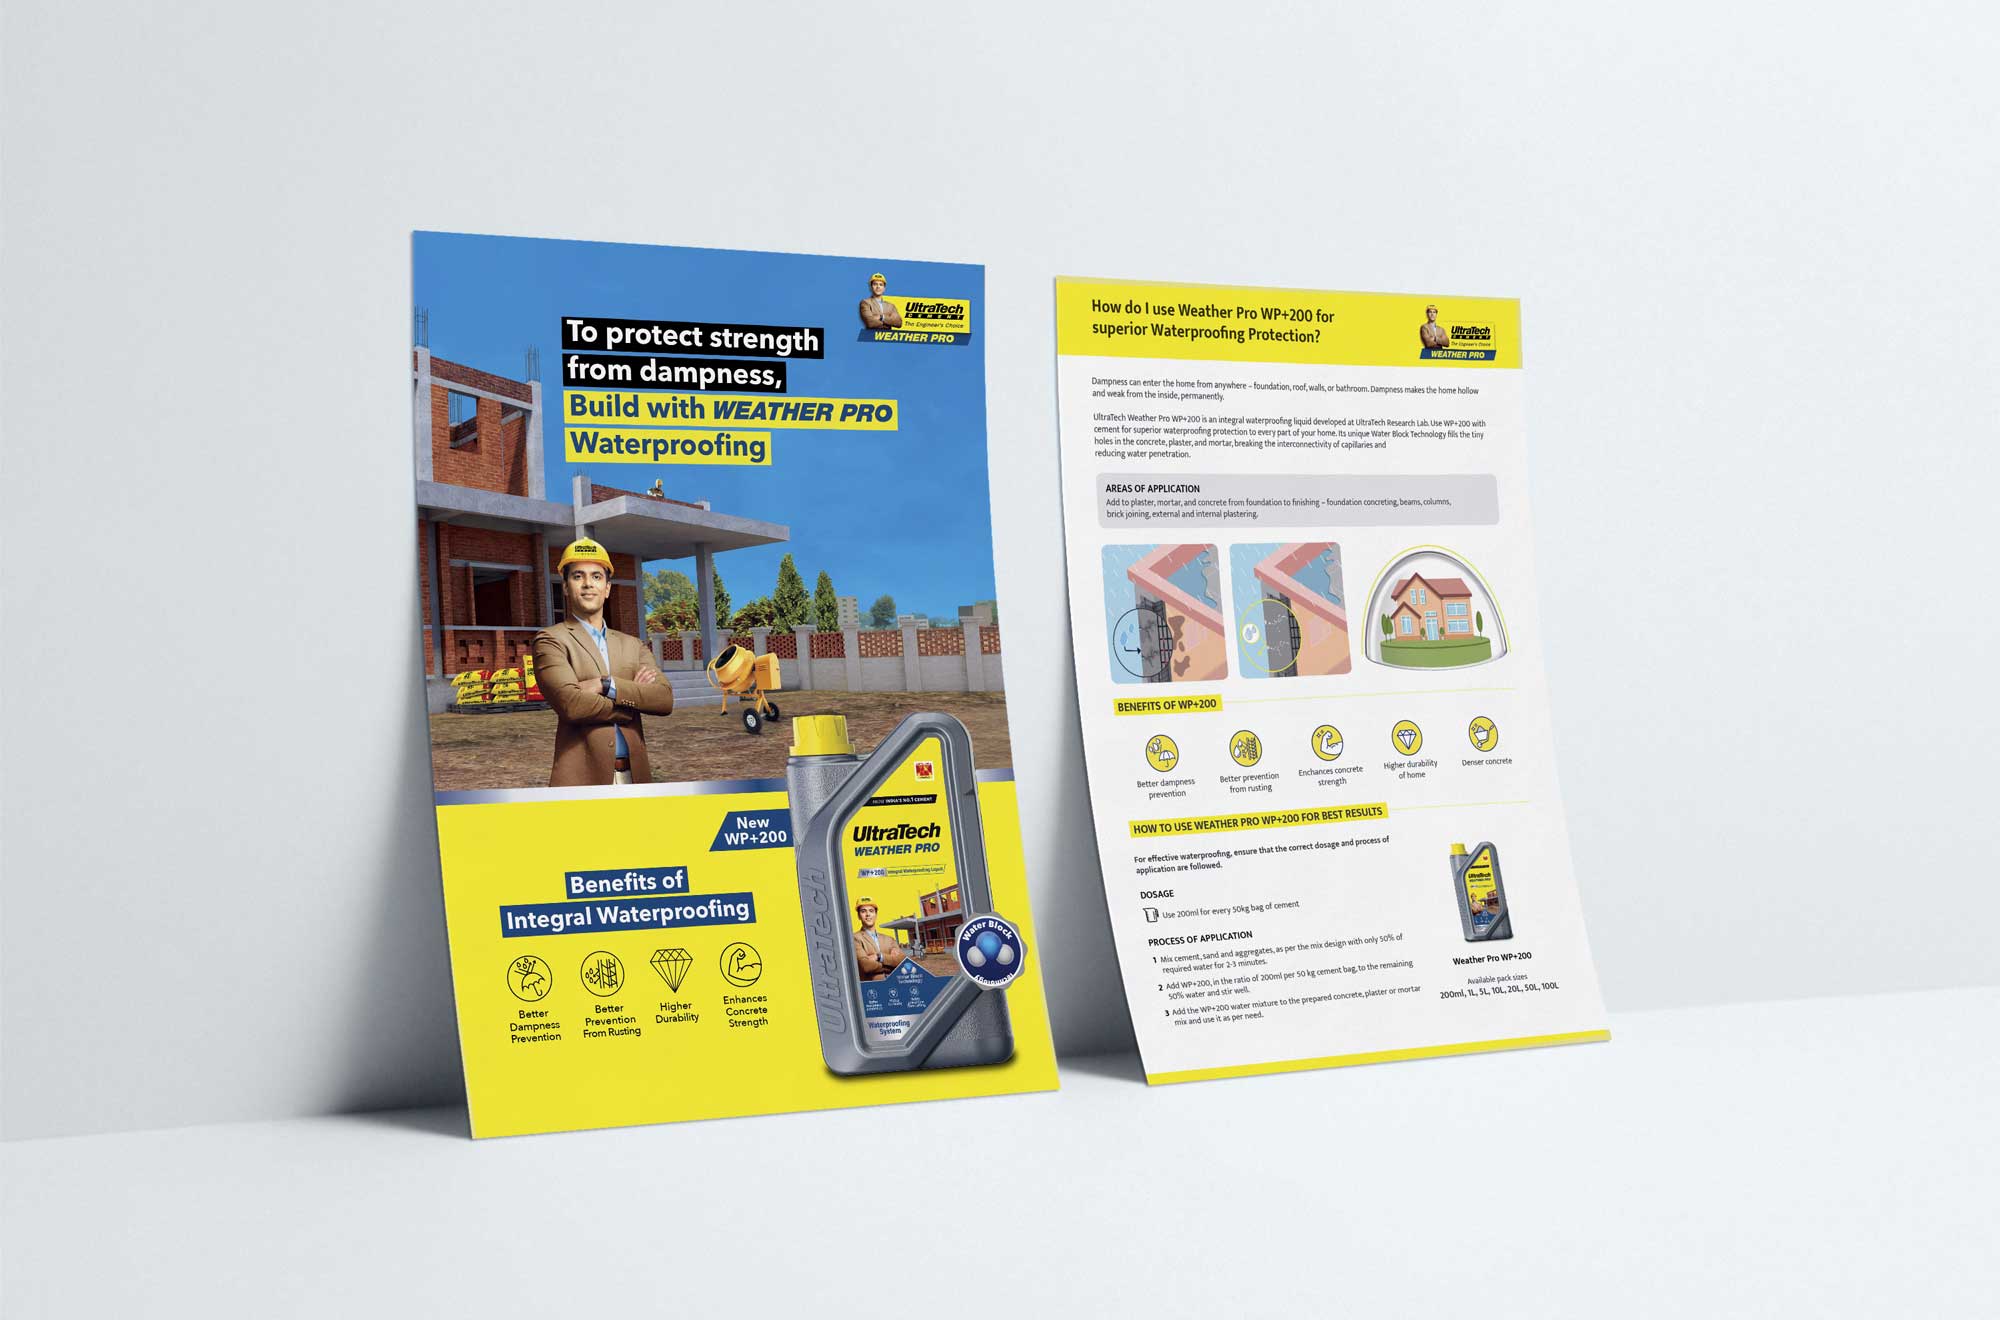 To protect strength
from dampness,
Build with WEATHER PRO
Waterproofing
UltraTech
CEMENT
The Engineer's Choice
WEATHER PRO
UltraTech
UltraTech
New
WP+200
Benefits of
Integral Waterproofing
Better
Dampness
Prevention
Better
Prevention
From Rusting
Higher
Durability
Enhances
Concrete
Strength
UltraTech
FROM INDIA'S NO.1 CEMENT
UltraTech
WEATHER PRO
WP+200 Integral Waterproofing Liquid
Water Block
Technology
Waterproofing
System
Water Block
Technology
How do I use Weather Pro WP+200 for
superior Waterproofing Protection?
UltraTech
CEMENT
The Engineer's Choice
WEATHER PRO
Dampness can enter the home from anywhere – foundation, roof, walls, or bathroom. Dampness makes the home hollow
and weak from the inside, permanently.
UltraTech Weather Pro WP+200 is an integral waterproofing liquid developed at UltraTech Research Lab. Use WP+200 with
cement for superior waterproofing protection to every part of your home. Its unique Water Block Technology fills the tiny
holes in the concrete, plaster, and mortar, breaking the interconnectivity of capillaries and
reducing water penetration.
AREAS OF APPLICATION
Add to plaster, mortar, and concrete from foundation to finishing – foundation concreting, beams, columns,
brick joining, external and internal plastering.
BENEFITS OF WP+200
Better dampness
prevention
Better prevention
from rusting
Enchances concrete
strength
Higher durability
of home
Denser concrete
HOW TO USE WEATHER PRO WP+200 FOR BEST RESULTS
For effective waterproofing, ensure that the correct dosage and process of
application are followed.
DOSAGE
Use 200ml for every 50kg bag of cement
PROCESS OF APPLICATION
1 Mix cement, sand and aggregates, as per the mix design with only 50% of
required water for 2-3 minutes.
2 Add WP+200, in the ratio of 200ml per 50 kg cement bag, to the remaining
50% water and stir well.
3 Add the WP+200 water mixture to the prepared concrete, plaster or mortar
mix and use it as per need.
UltraTech
WEATHER PRO
Weather Pro WP+200
Available pack sizes
200ml, 1L, 5L, 10L, 20L, 50L, 100L